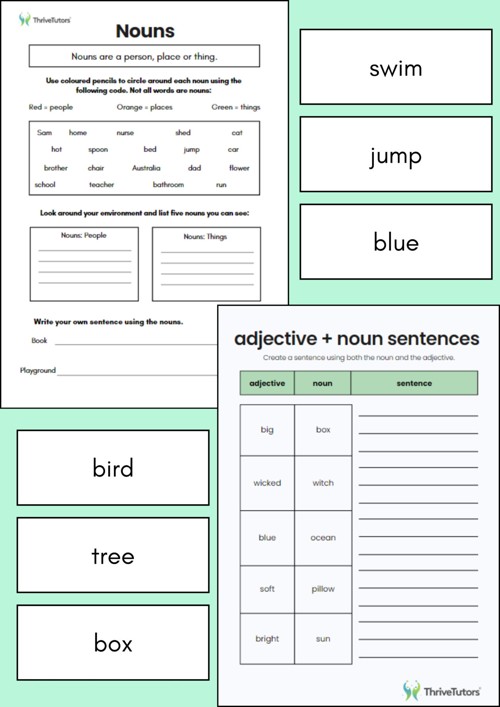 ThriveTutors®
Nouns
Nouns are a person, place or thing.
Use coloured pencils to circle around each noun using the
following code. Not all words are nouns:
Red = people Orange = places Green = things
Sam home nurse shed cat
hot spoon bed jump car
brother chair Australia dad flower
school teacher bathroom run
Look around your environment and list five nouns you can see:
Nouns: People Nouns: Things
Write your own sentence using the nouns.
Book
Playground
swim
jump
blue
adjective + noun sentences
Create a sentence using both the noun and the adjective.
adjective noun sentence
big box
wicked witch
blue ocean
soft pillow
bright sun
ThriveTutors®
bird
tree
box